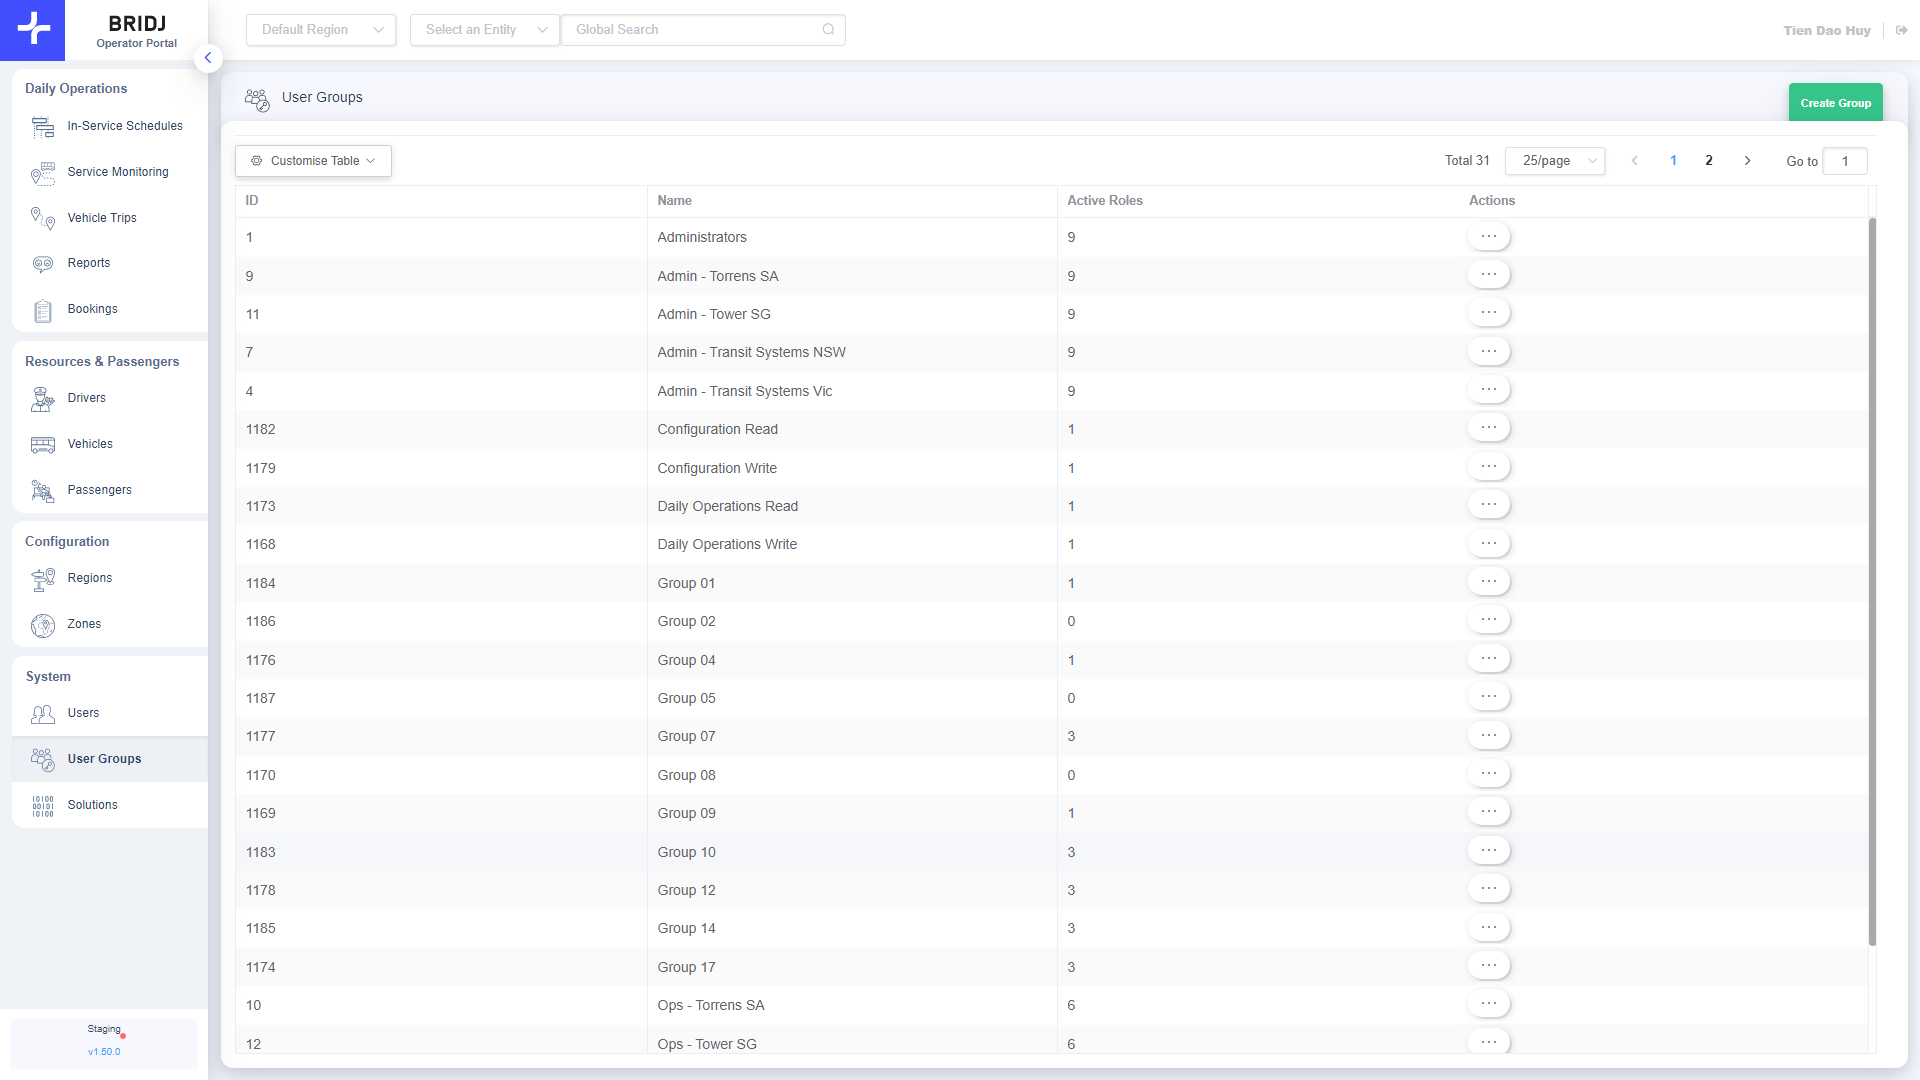 BRIDJ
Operator Portal
Default Region
Select an Entity
Global Search
Tien Dao Huy
Daily Operations
In-Service Schedules
Service Monitoring
Vehicle Trips
Reports
Bookings
Resources & Passengers
Drivers
Vehicles
Passengers
Configuration
Regions
Zones
System
Users
User Groups
Solutions
Staging
v1.50.0
User Groups
Create Group
Customise Table
Total 31 25/page 1 2 Go to 1
ID Name Active Roles Actions
1 Administrators 9 ...
9 Admin - Torrens SA 9 ...
11 Admin - Tower SG 9 ...
7 Admin - Transit Systems NSW 9 ...
4 Admin - Transit Systems Vic 9 ...
1182 Configuration Read 1 ...
1179 Configuration Write 1 ...
1173 Daily Operations Read 1 ...
1168 Daily Operations Write 1 ...
1184 Group 01 1 ...
1186 Group 02 0 ...
1176 Group 04 1 ...
1187 Group 05 0 ...
1177 Group 07 3 ...
1170 Group 08 0 ...
1169 Group 09 1 ...
1183 Group 10 3 ...
1178 Group 12 3 ...
1185 Group 14 3 ...
1174 Group 17 3 ...
10 Ops - Torrens SA 6 ...
12 Ops - Tower SG 6 ...